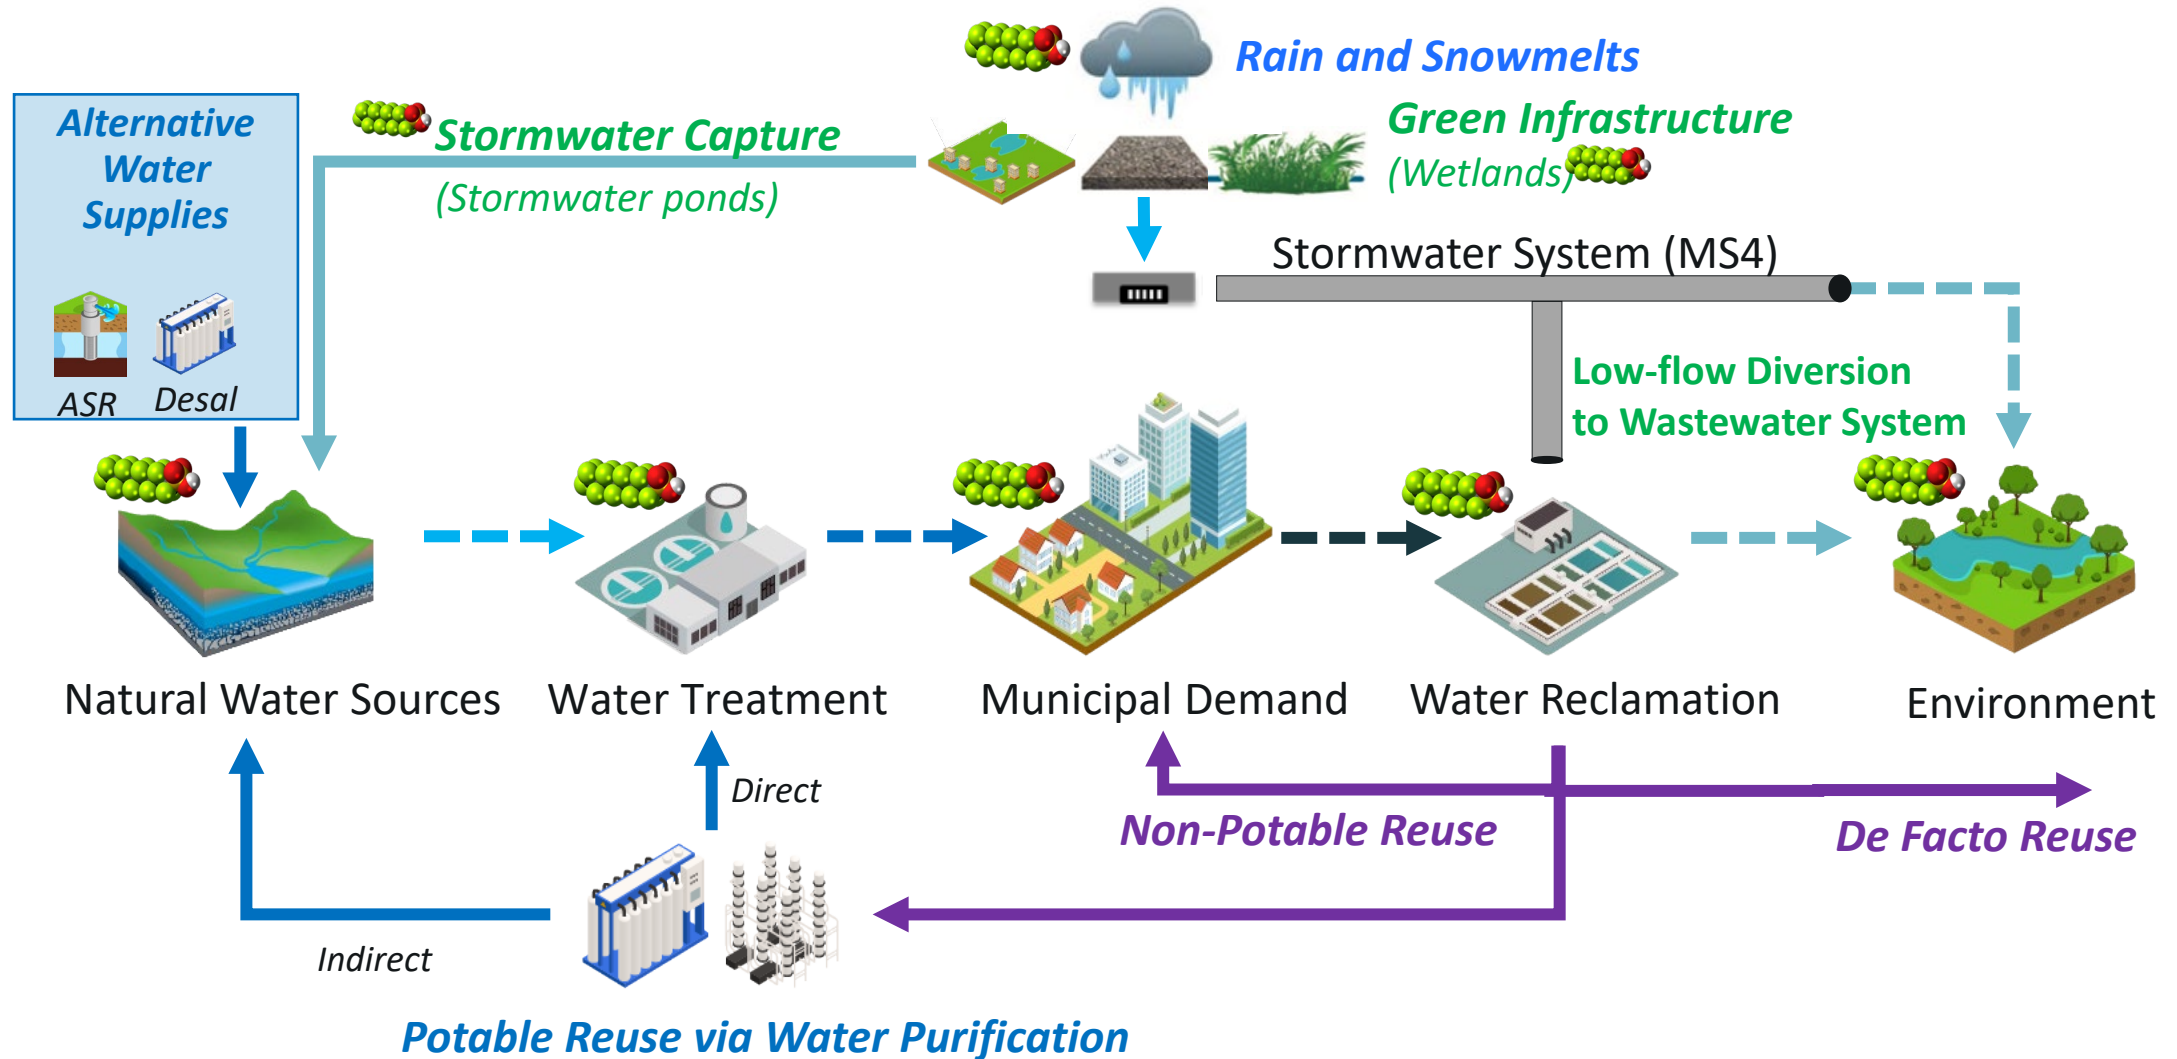 Rain and Snowmelts
Alternative
Water
Supplies
ASR
Desal
Stormwater Capture
(Stormwater ponds)
Green Infrastructure
(Wetlands)
Stormwater System (MS4)
Low-flow Diversion
to Wastewater System
Natural Water Sources
Water Treatment
Municipal Demand
Water Reclamation
Environment
Direct
Non-Potable Reuse
De Facto Reuse
Indirect
Potable Reuse via Water Purification